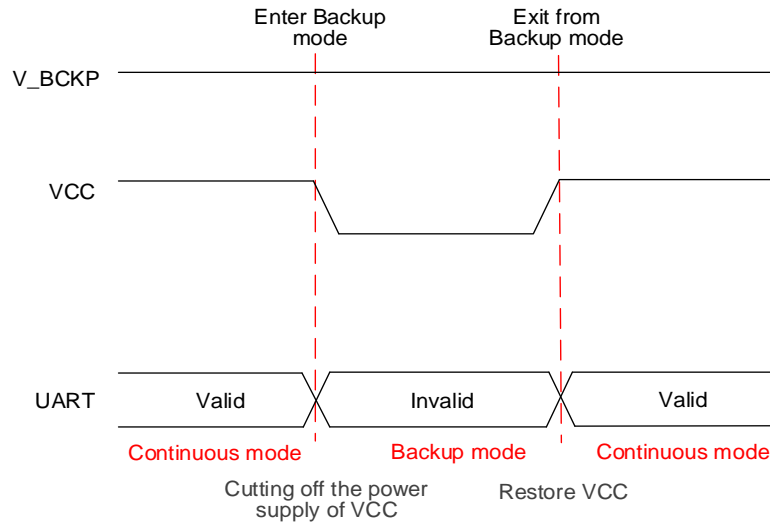 Enter Backup
mode
Exit from
Backup mode
V_BCKP
VCC
UART
Valid
Invalid
Valid
Continuous mode
Backup mode
Continuous mode
Cutting off the power
supply of VCC
Restore VCC